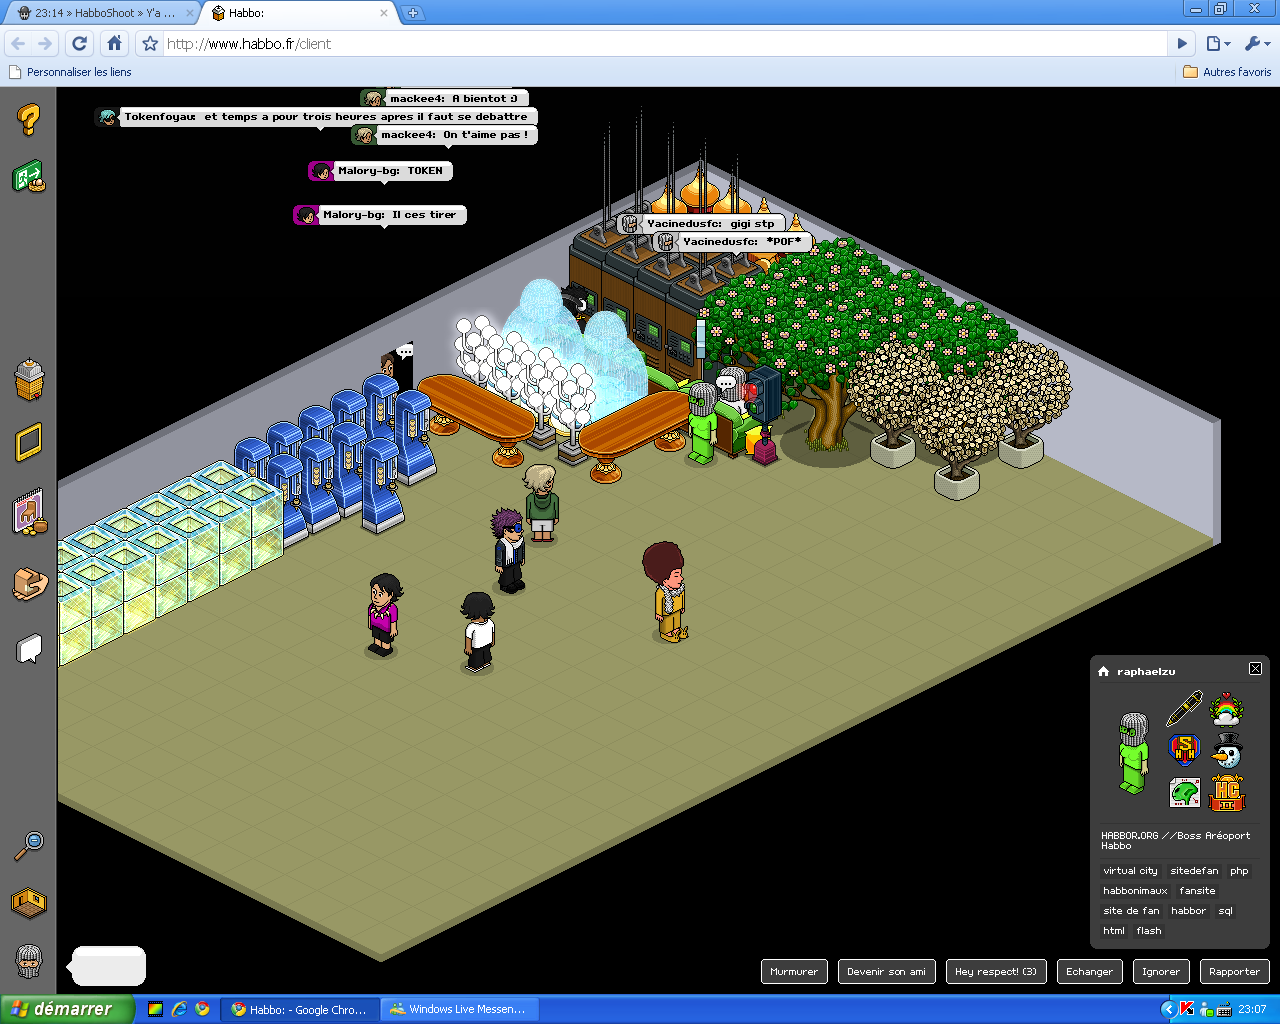 23:14 » HabboShoot » Y'a ...
Habbo:
http://www.habbo.fr/client
Personnaliser les liens
Autres favoris
mackee4: A bientot :)
Tokenfoyau: et temps a pour trois heures apres il faut se debattre
mackee4: On t'aime pas !
Malory-bg: TOKEN
Malory-bg: Il ces tirer
Yacinedusfc: gigi stp
Yacinedusfc: *POF*
raphaelzu
S
H H
HC
HABBOR.ORG //Boss Aréoport
Habbo
virtual city sitedefan php
habbonimaux fansite
site de fan habbor sql
html flash
Murmurer
Devenir son ami
Hey respect! (3)
Echanger
Ignorer
Rapporter
démarrer
Habbo: - Google Chro...
Windows Live Messen...
23:07